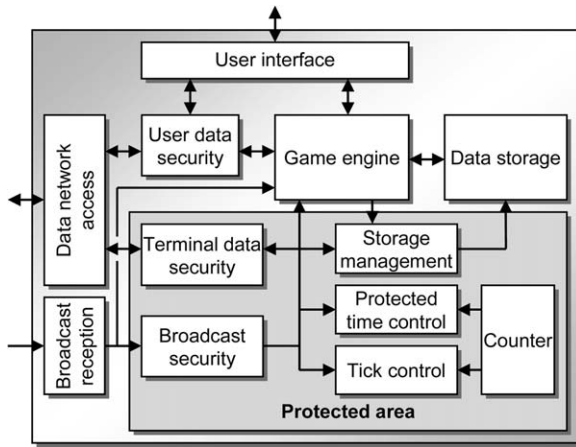 User interface
User data
security
Game engine
Data storage
Data network
access
Terminal data
security
Storage
management
Protected
time control
Broadcast
reception
Broadcast
security
Counter
Tick control
Protected area